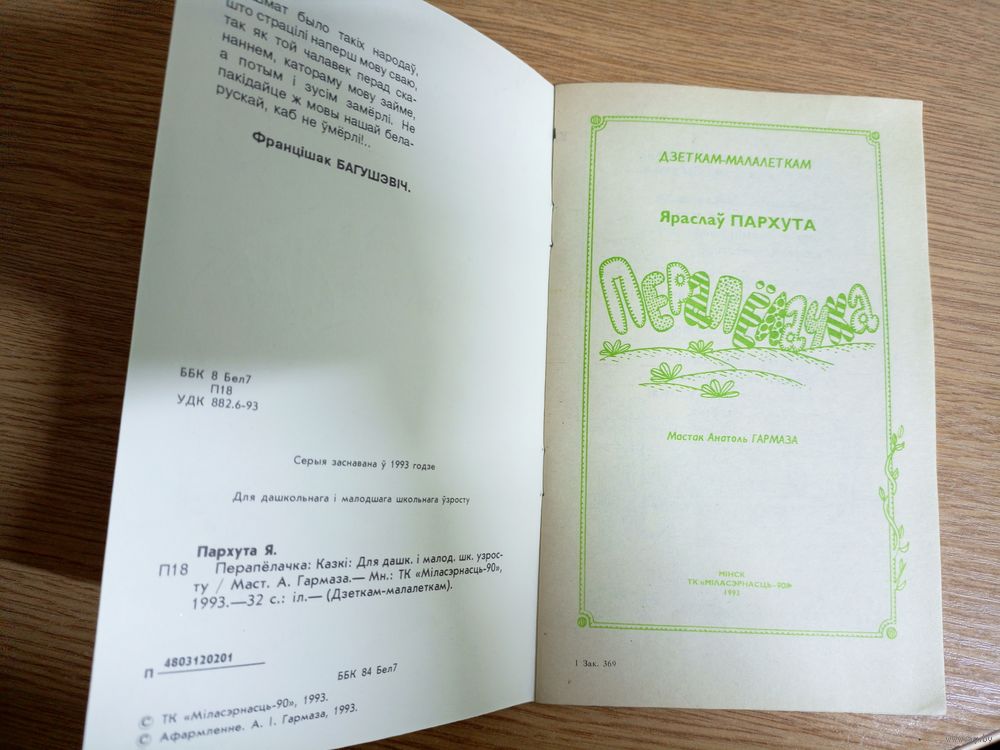 шмат было такіх народаў,
што страцілі наперш мову сваю,
так як той чалавек перад ска-
наннем, катораму мову займе,
а потым і зусім замёрлі. Не
пакідайце ж мовы нашай бела-
рускай, каб не ўмёрлі!..
Францішак БАГУШЭВІЧ.
ББК 8 Бел7
П18
УДК 882.6-93
Серыя заснавана ў 1993 годзе
Для дашкольнага і малодшага школьнага ўзросту
Пархута Я.
П18 Перапёлачка: Казкі: Для дашк. і малод. шк. узрос-
ту / Маст. А. Гармаза.— Мн.: ТК «Міласэрнасць-90»,
1993.—32 с.: іл.— (Дзеткам-малалеткам).
П 4803120201
ББК 84 Бел7
© ТК «Міласэрнасць-90», 1993.
© Афармленне. А. І. Гармаза, 1993.
ДЗЕТКАМ-МАЛАЛЕТКАМ
Яраслаў ПАРХУТА
ПЕРАПЁЛАЧКА
Мастак Анатоль ГАРМАЗА
МІНСК
ТК «МІЛАСЭРНАСЦЬ-90»
1993
1 Зак. 369